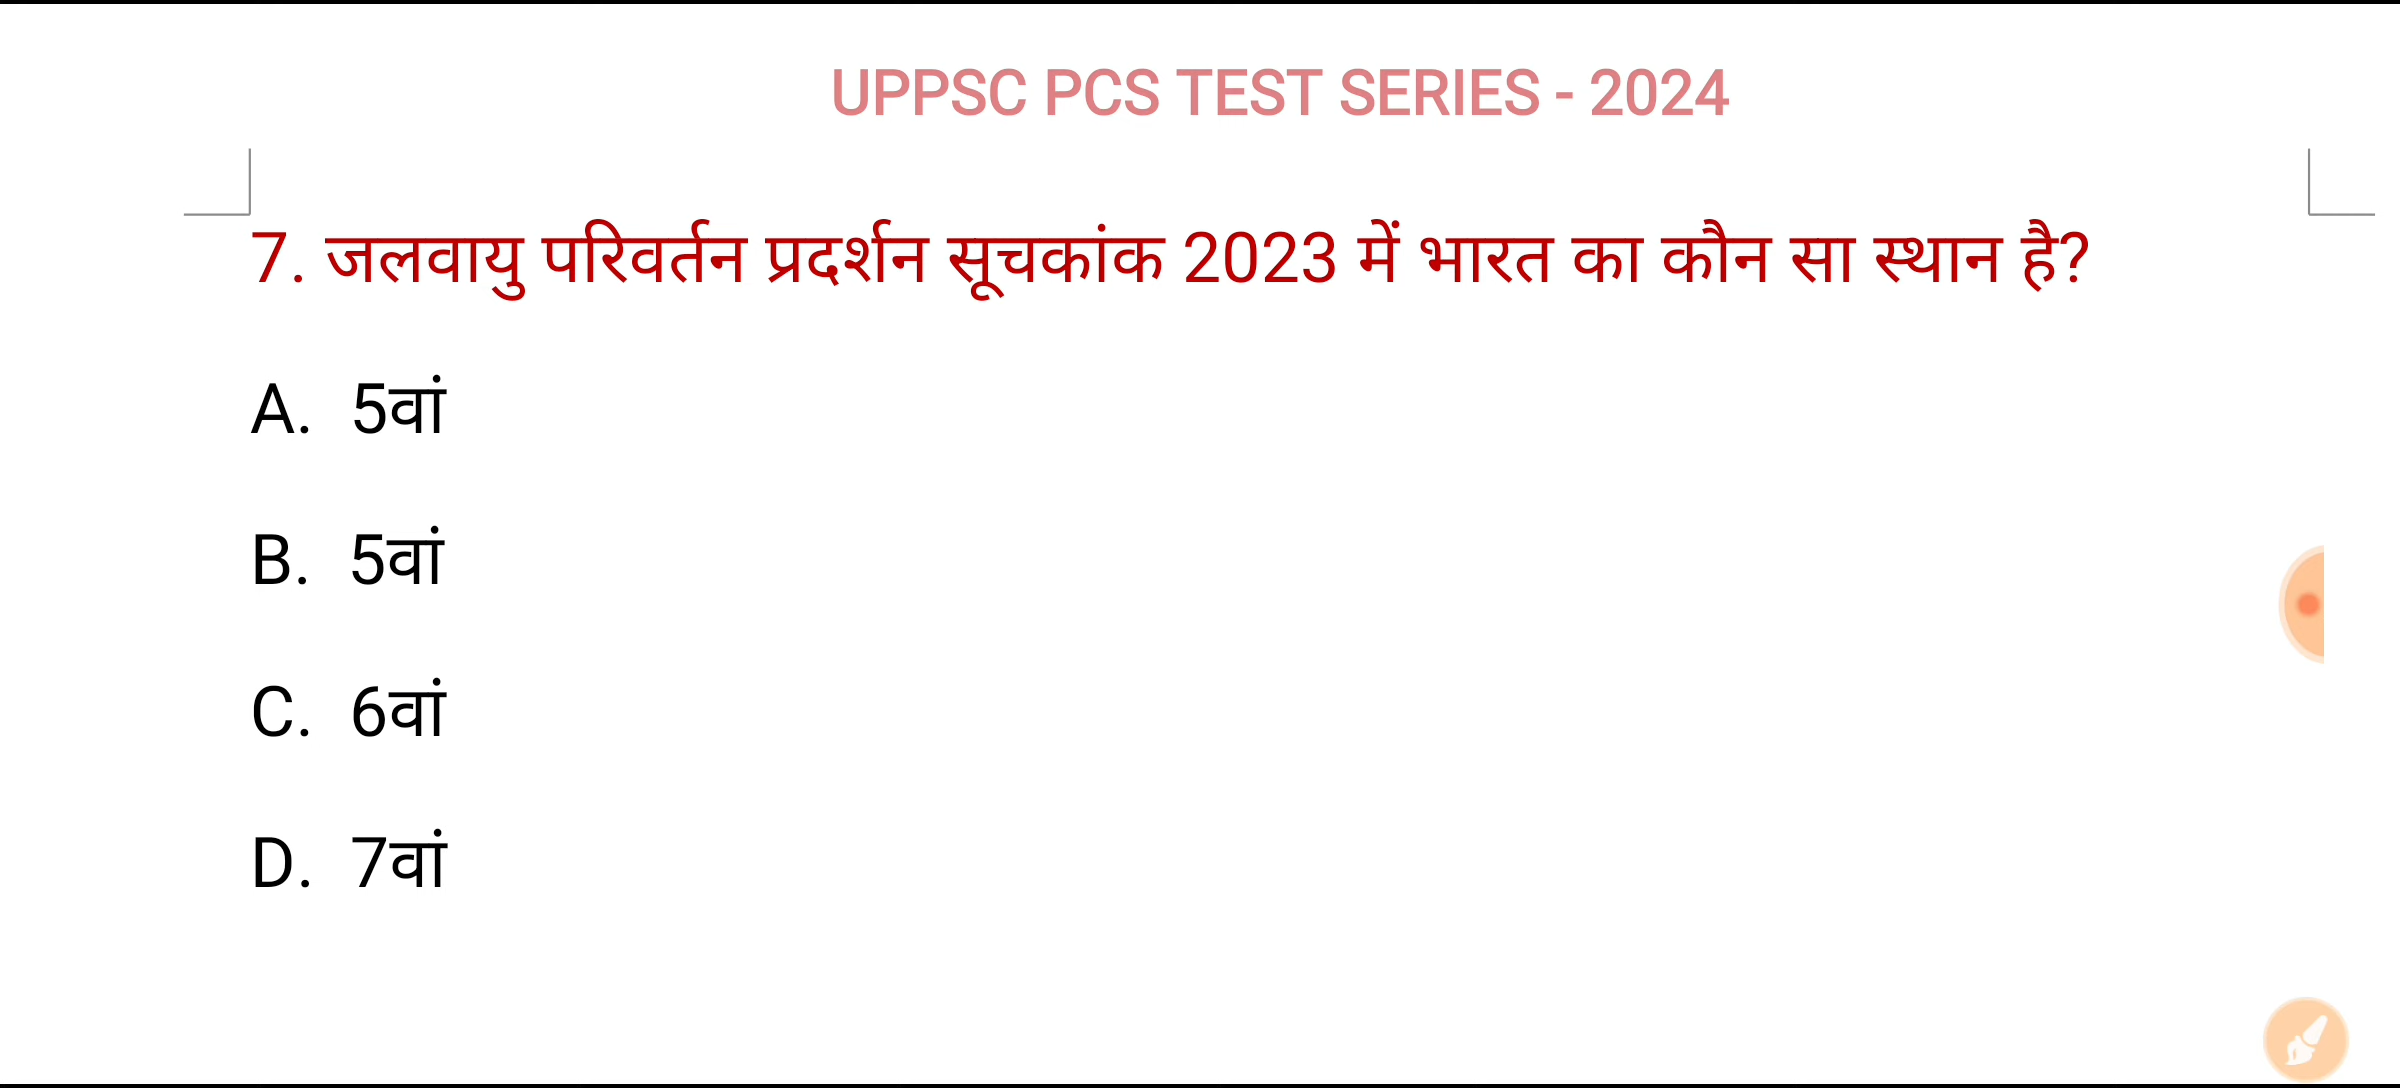 UPPSC PCS TEST SERIES - 2024
7. जलवायु परिवर्तन प्रदर्शन सूचकांक 2023 में भारत का कौन सा स्थान है?
A. 5वां
B. 5वां
C. 6वां
D. 7वां